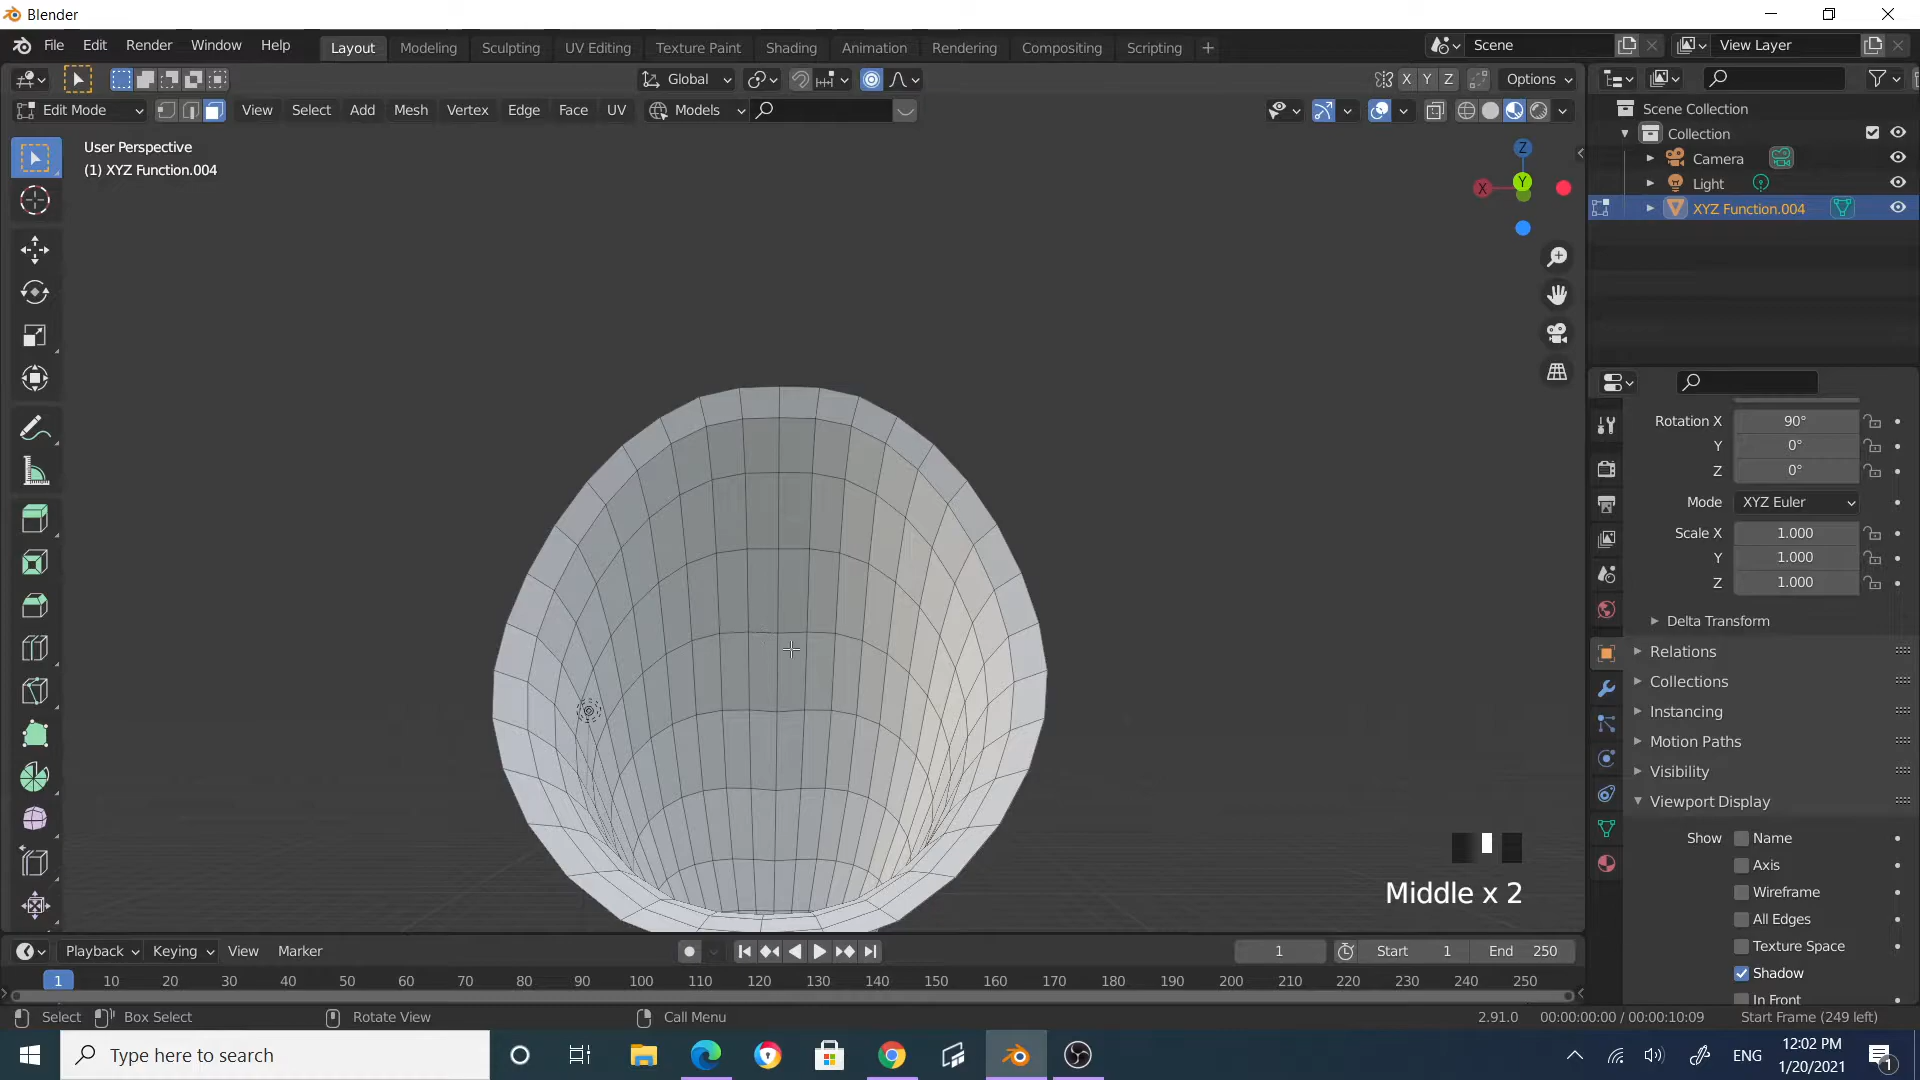 Blender
File Edit Render Window Help Layout Modeling Sculpting UV Editing Texture Paint Shading Animation Rendering Compositing Scripting + Scene View Layer
Global X Y Z Options
Edit Mode View Select Add Mesh Vertex Edge Face UV Models
User Perspective
(1) XYZ Function.004
Z
X Y
Scene Collection
Collection
Camera
Light
XYZ Function.004
Rotation X 90°
Y 0°
Z 0°
Mode XYZ Euler
Scale X 1.000
Y 1.000
Z 1.000
Delta Transform
Relations
Collections
Instancing
Motion Paths
Visibility
Viewport Display
Show Name
Axis
Wireframe
All Edges
Texture Space
Shadow
In Front
Middle x 2
Playback Keying View Marker 1 Start 1 End 250
1 10 20 30 40 50 60 70 80 90 100 110 120 130 140 150 160 170 180 190 200 210 220 230 240 250
Select Box Select Rotate View Call Menu 2.91.0 00:00:00:00 / 00:00:10:09 Start Frame (249 left)
Type here to search ENG 12:02 PM
1/20/2021
1